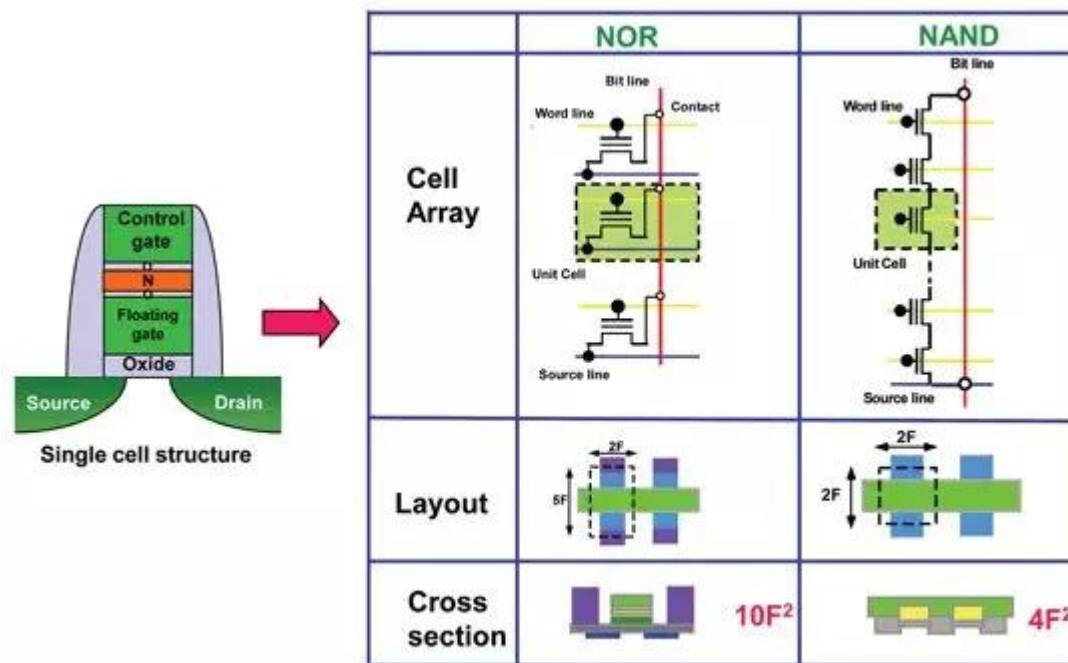 Control
gate
O
N
O
Floating
gate
Oxide
Source
Drain
Single cell structure
NOR
NAND
Cell
Array
Bit line
Word line
Contact
Unit Cell
Source line
Bit line
Word line
Unit Cell
Source line
Layout
2F
5F
2F
2F
Cross
section
10F²
4F²